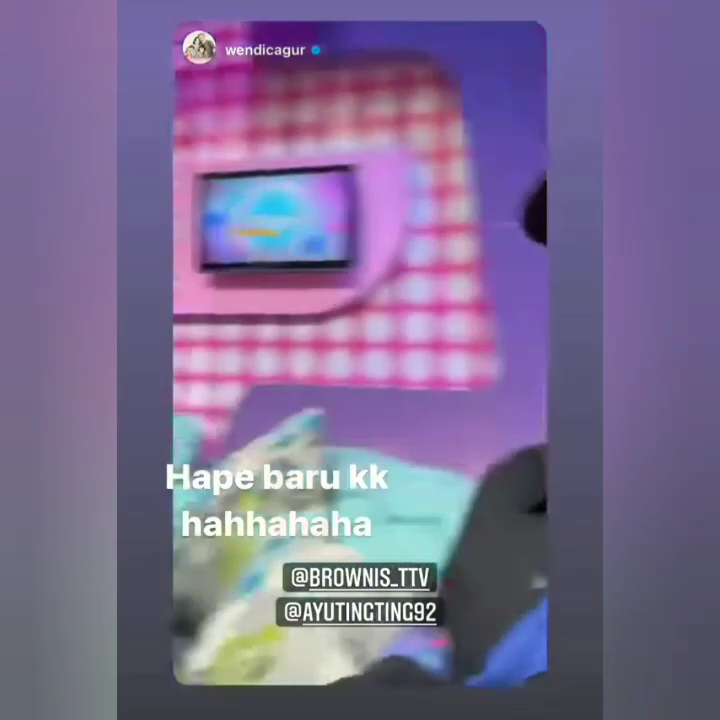 wendicagur
Hape baru kk
hahhahaha
@BROWNIS_TTV
@AYUTINGTING92